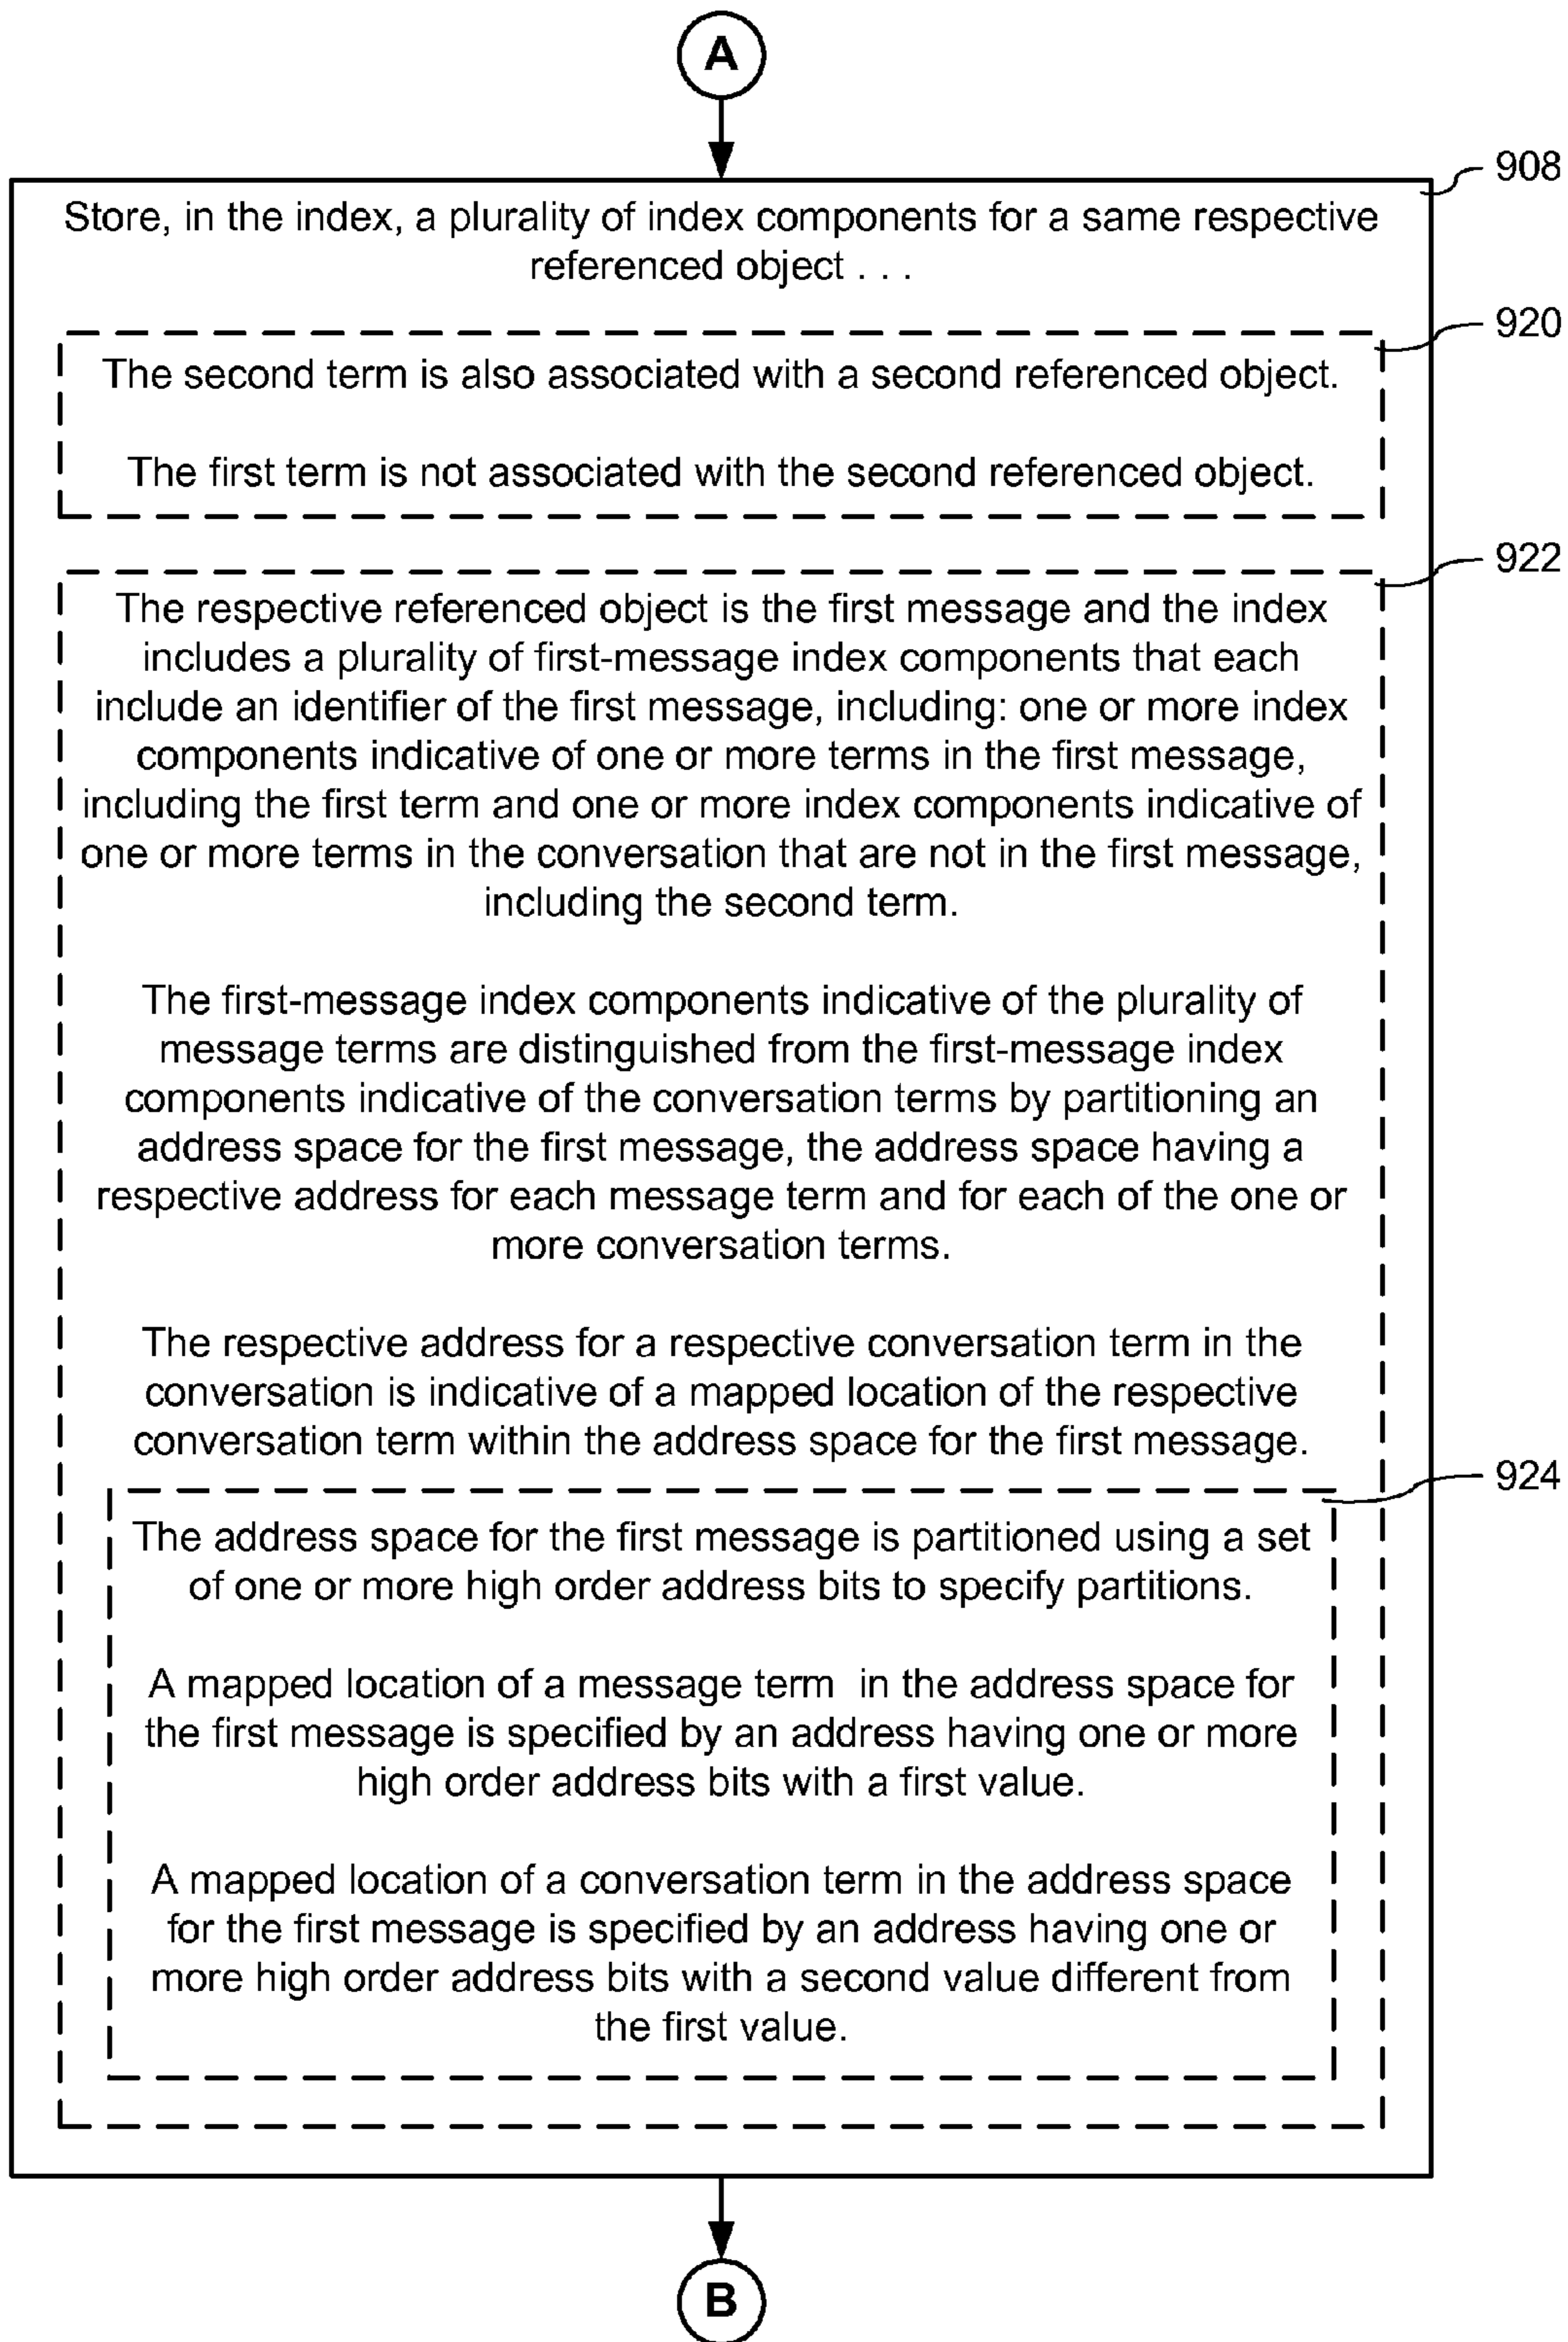 A
908
Store, in the index, a plurality of index components for a same respective
referenced object . . .
920
The second term is also associated with a second referenced object.
The first term is not associated with the second referenced object.
922
The respective referenced object is the first message and the index
includes a plurality of first-message index components that each
include an identifier of the first message, including: one or more index
components indicative of one or more terms in the first message,
including the first term and one or more index components indicative of
one or more terms in the conversation that are not in the first message,
including the second term.
The first-message index components indicative of the plurality of
message terms are distinguished from the first-message index
components indicative of the conversation terms by partitioning an
address space for the first message, the address space having a
respective address for each message term and for each of the one or
more conversation terms.
The respective address for a respective conversation term in the
conversation is indicative of a mapped location of the respective
conversation term within the address space for the first message.
924
The address space for the first message is partitioned using a set
of one or more high order address bits to specify partitions.
A mapped location of a message term  in the address space for
the first message is specified by an address having one or more
high order address bits with a first value.
A mapped location of a conversation term in the address space
for the first message is specified by an address having one or
more high order address bits with a second value different from
the first value.
B